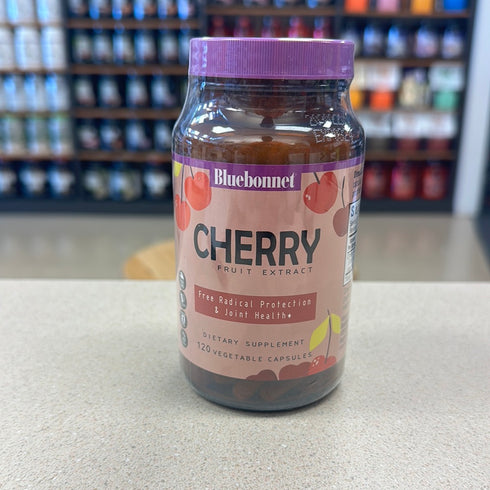 Bluebonnet
CHERRY
FRUIT EXTRACT
Free Radical Protection
& Joint Health♦
DIETARY SUPPLEMENT
120 VEGETABLE CAPSULES